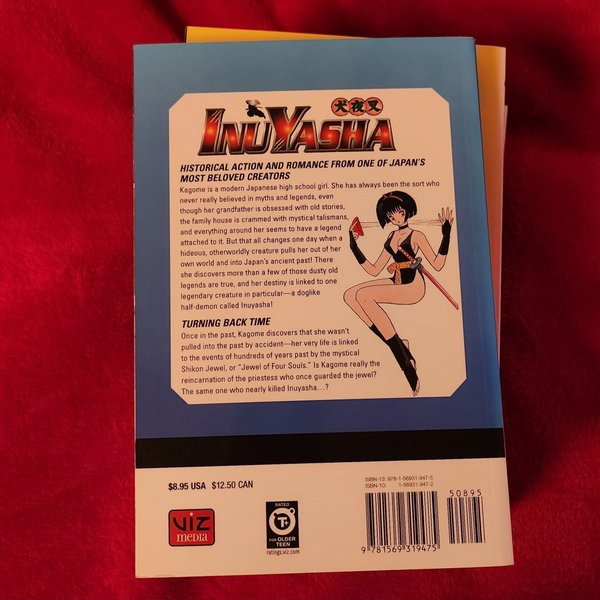 犬夜叉
INUYASHA
HISTORICAL ACTION AND ROMANCE FROM ONE OF JAPAN'S
MOST BELOVED CREATORS
Kagome is a modern Japanese high school girl. She has always been the sort who
never really believed in myths and legends, even
though her grandfather is obsessed with old stories,
the family house is crammed with mystical talismans,
and everything around her seems to have a legend
attached to it. But that all changes one day when a
hideous, otherworldly creature pulls her out of her
own world and into Japan's ancient past! There
she discovers more than a few of those dusty old
legends are true, and her destiny is linked to one
legendary creature in particular—a doglike
half-demon called Inuyasha!
TURNING BACK TIME
Once in the past, Kagome discovers that she wasn't
pulled into the past by accident—her very life is linked
to the events of hundreds of years past by the mystical
Shikon Jewel, or "Jewel of Four Souls." Is Kagome really the
reincarnation of the priestess who once guarded the jewel?
The same one who nearly killed Inuyasha...?
$8.95 USA $12.50 CAN
VIZ
MEDIA
RATED
T+
FOR OLDER
TEEN
ratings.viz.com
ISBN-13: 978-1-56931-947-5
ISBN-10: 1-56931-947-2
50895
9 781569 319475